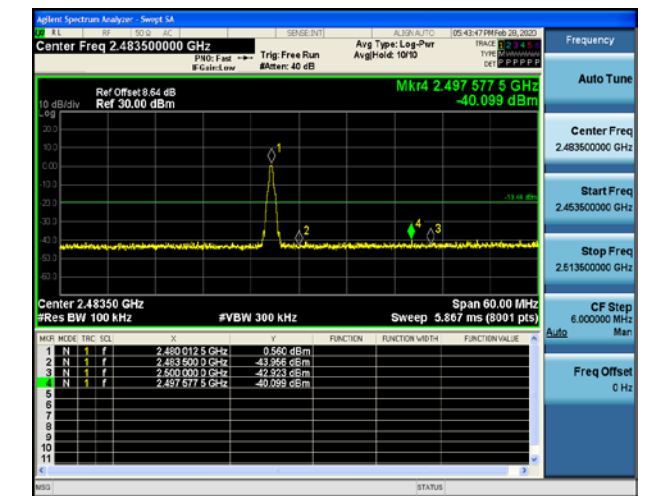 Agilent Spectrum Analyzer - Swept SA
RL RF 50 Ω AC SENSE:INT ALIGN AUTO 05:43:47 PM Feb 28, 2020
Center Freq 2.483500000 GHz
PNO: Fast Trig: Free Run Avg Type: Log-Pwr TRACE 1 2 3 4 5 6
IFGain:Low #Atten: 40 dB Avg|Hold: 10/10 TYPE
DET P P P P P P
Ref Offset 8.64 dB
Ref 30.00 dBm
10 dB/div
Log
Mkr4 2.497 577 5 GHz
-40.099 dBm
20.0
10.0
0.00
-10.0
-20.0
-30.0
-40.0
-50.0
-60.0
1
2
4
3
-19.44 dBm
Center 2.48350 GHz Span 60.00 MHz
#Res BW 100 kHz #VBW 300 kHz Sweep 5.867 ms (8001 pts)
MKR MODE TRC SCL X Y FUNCTION FUNCTION WIDTH FUNCTION VALUE
1 N 1 f 2.480 012 5 GHz 0.560 dBm
2 N 1 f 2.483 500 0 GHz -43.956 dBm
3 N 1 f 2.500 000 0 GHz -42.923 dBm
4 N 1 f 2.497 577 5 GHz -40.099 dBm
5
6
7
8
9
10
11
MSG STATUS
Frequency
Auto Tune
Center Freq
2.483500000 GHz
Start Freq
2.453500000 GHz
Stop Freq
2.513500000 GHz
CF Step
6.000000 MHz
Auto Man
Freq Offset
0 Hz